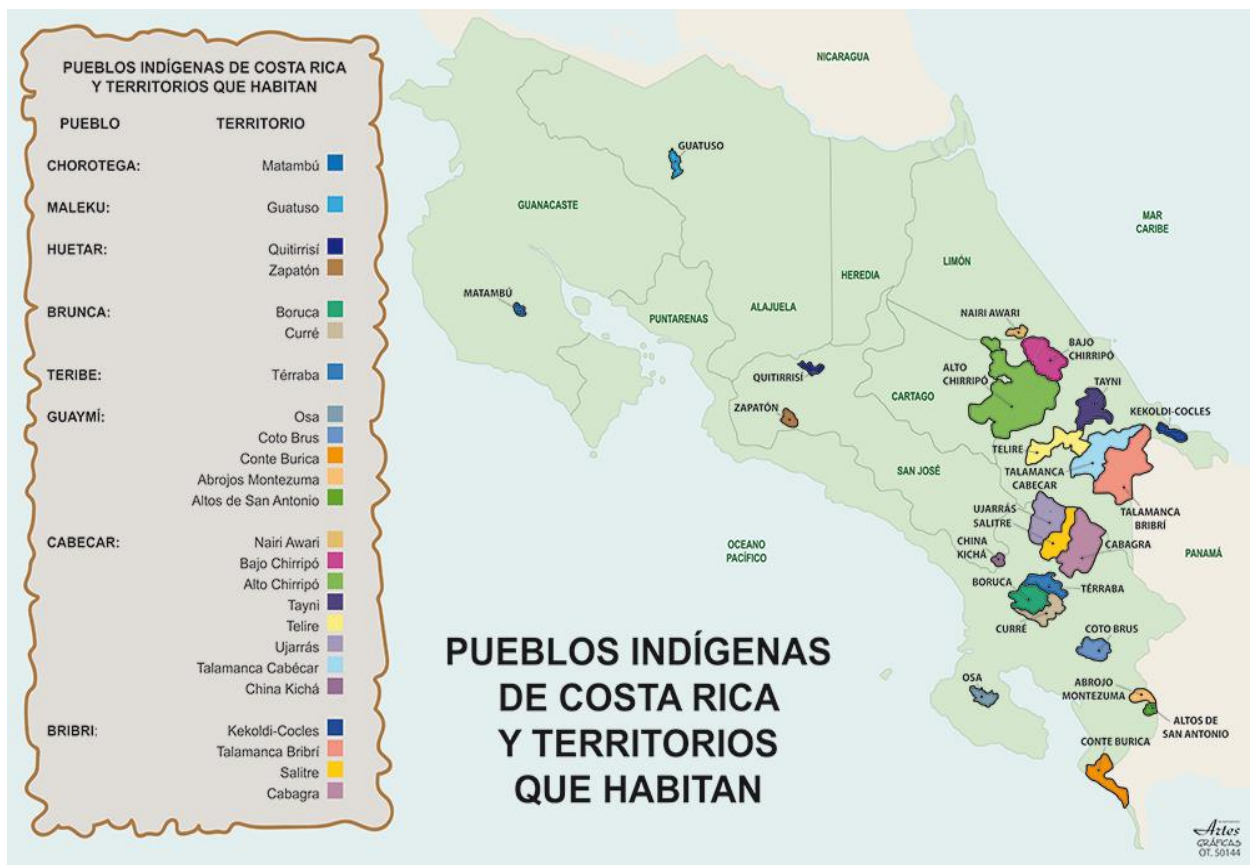 PUEBLOS INDÍGENAS DE COSTA RICA
Y TERRITORIOS QUE HABITAN
PUEBLO TERRITORIO
CHOROTEGA: Matambú
MALEKU: Guatuso
HUETAR: Quitirrisí
Zapatón
BRUNCA: Boruca
Curré
TERIBE: Térraba
GUAYMÍ: Osa
Coto Brus
Conte Burica
Abrojos Montezuma
Altos de San Antonio
CABECAR: Nairi Awari
Bajo Chirripó
Alto Chirripó
Tayni
Telire
Ujarrás
Talamanca Cabécar
China Kichá
BRIBRI: Kekoldi-Cocles
Talamanca Bribrí
Salitre
Cabagra
NICARAGUA
GUATUSO
GUANACASTE
MAR
CARIBE
LIMÓN
HEREDIA
MATAMBÚ
ALAJUELA
PUNTARENAS
NAIRI AWARI
BAJO
CHIRRIPÓ
ALTO
CHIRRIPÓ
QUITIRRISÍ
TAYNI
CARTAGO
ZAPATÓN
KEKOLDI-COCLES
TELIRE
SAN JOSÉ
TALAMANCA
CABECAR
TALAMANCA
BRIBRÍ
UJARRÁS
SALITRE
CHINA
KICHÁ
CABAGRA
PANAMÁ
OCEANO
PACÍFICO
BORUCA
TÉRRABA
CURRÉ
COTO BRUS
OSA
ABROJO
MONTEZUMA
ALTOS DE
SAN ANTONIO
CONTE BURICA
PUEBLOS INDÍGENAS
DE COSTA RICA
Y TERRITORIOS
QUE HABITAN
Artes
GRÁFICAS
OT. 50144